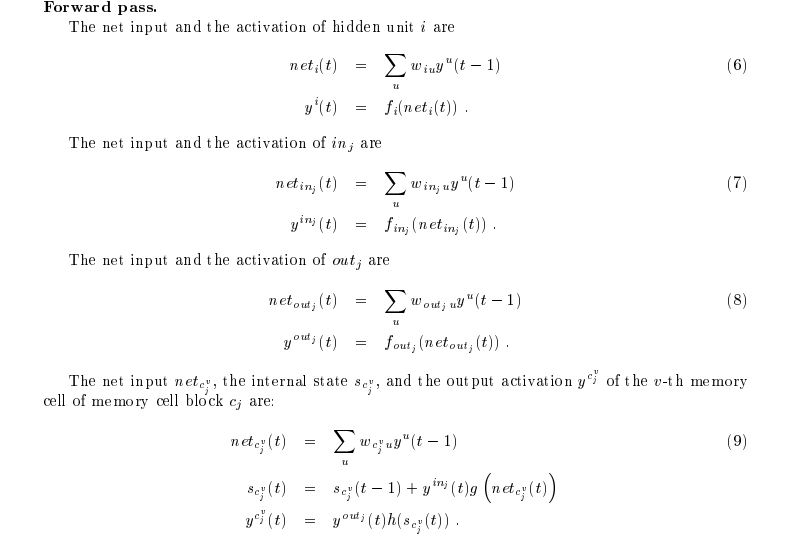 Forward pass.
The net input and the activation of hidden unit i are
net_i(t) = ∑_u w_{iu} y^u(t − 1) (6)
y^i(t) = f_i(net_i(t)) .
The net input and the activation of in_j are
net_{in_j}(t) = ∑_u w_{in_j u} y^u(t − 1) (7)
y^{in_j}(t) = f_{in_j}(net_{in_j}(t)) .
The net input and the activation of out_j are
net_{out_j}(t) = ∑_u w_{out_j u} y^u(t − 1) (8)
y^{out_j}(t) = f_{out_j}(net_{out_j}(t)) .
The net input net_{c_j^v}, the internal state s_{c_j^v}, and the output activation y^{c_j^v} of the v-th memory
cell of memory cell block c_j are:
net_{c_j^v}(t) = ∑_u w_{c_j^v u} y^u(t − 1) (9)
s_{c_j^v}(t) = s_{c_j^v}(t − 1) + y^{in_j}(t) g (net_{c_j^v}(t))
y^{c_j^v}(t) = y^{out_j}(t) h(s_{c_j^v}(t)) .